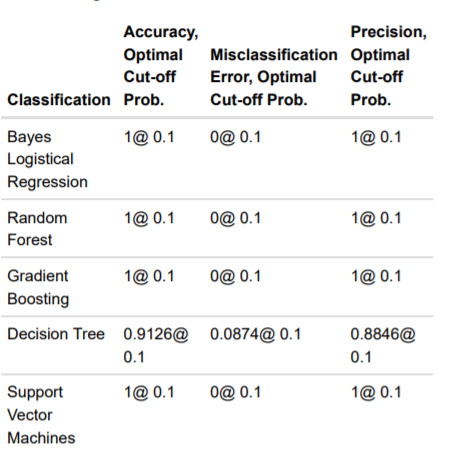 Classification Accuracy, Optimal Cut-off Prob. Misclassification Error, Optimal Cut-off Prob. Precision, Optimal Cut-off Prob.
Bayes Logistical Regression 1@ 0.1 0@ 0.1 1@ 0.1
Random Forest 1@ 0.1 0@ 0.1 1@ 0.1
Gradient Boosting 1@ 0.1 0@ 0.1 1@ 0.1
Decision Tree 0.9126@ 0.1 0.0874@ 0.1 0.8846@ 0.1
Support Vector Machines 1@ 0.1 0@ 0.1 1@ 0.1